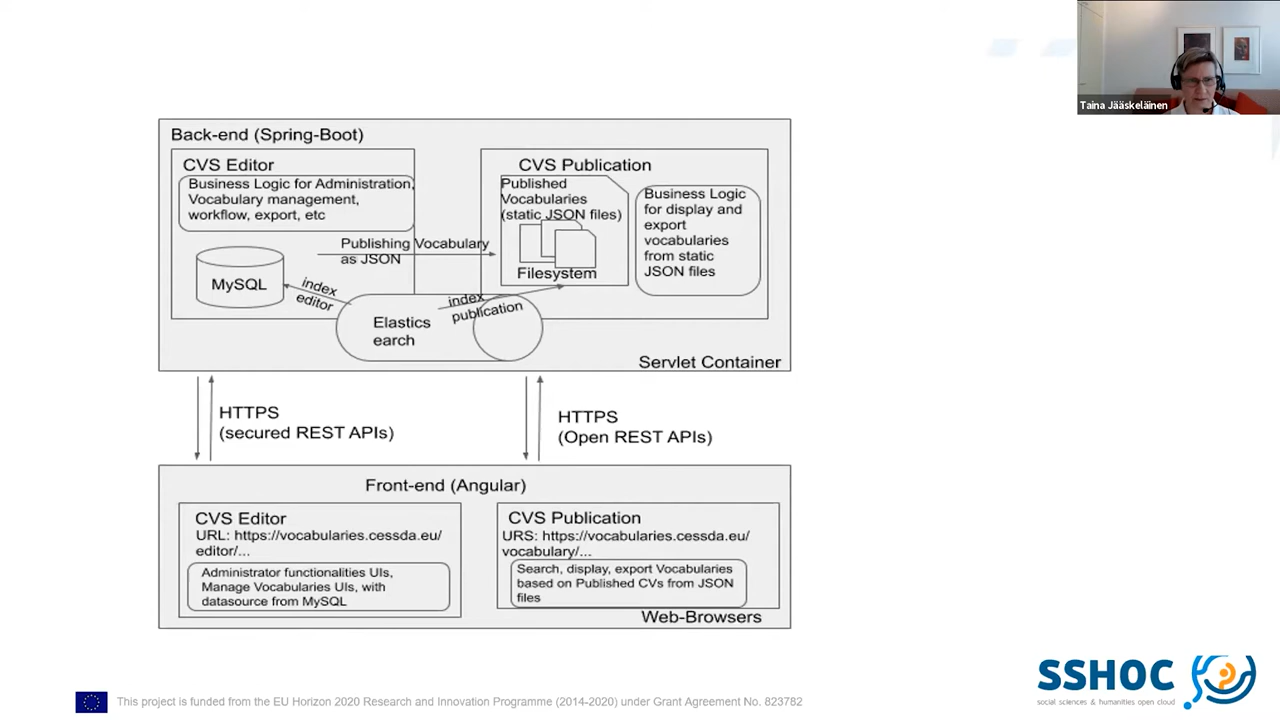 Taina Jääskeläinen
Back-end (Spring-Boot)
CVS Editor
Business Logic for Administration,
Vocabulary management,
workflow, export, etc
MySQL
index
editor
Publishing Vocabulary
as JSON
CVS Publication
Published
Vocabularies
(static JSON files)
Filesystem
Business Logic
for display and
export
vocabularies
from static
JSON files
index
publication
Elastics
earch
Servlet Container
HTTPS
(secured REST APIs)
HTTPS
(Open REST APIs)
Front-end (Angular)
CVS Editor
URL: https://vocabularies.cessda.eu/
editor/...
Administrator functionalities UIs,
Manage Vocabularies UIs, with
datasource from MySQL
CVS Publication
URS: https://vocabularies.cessda.eu/
vocabulary/...
Search, display, export Vocabularies
based on Published CVs from JSON
files
Web-Browsers
This project is funded from the EU Horizon 2020 Research and Innovation Programme (2014-2020) under Grant Agreement No. 823782
SSHOC
social sciences & humanities open cloud